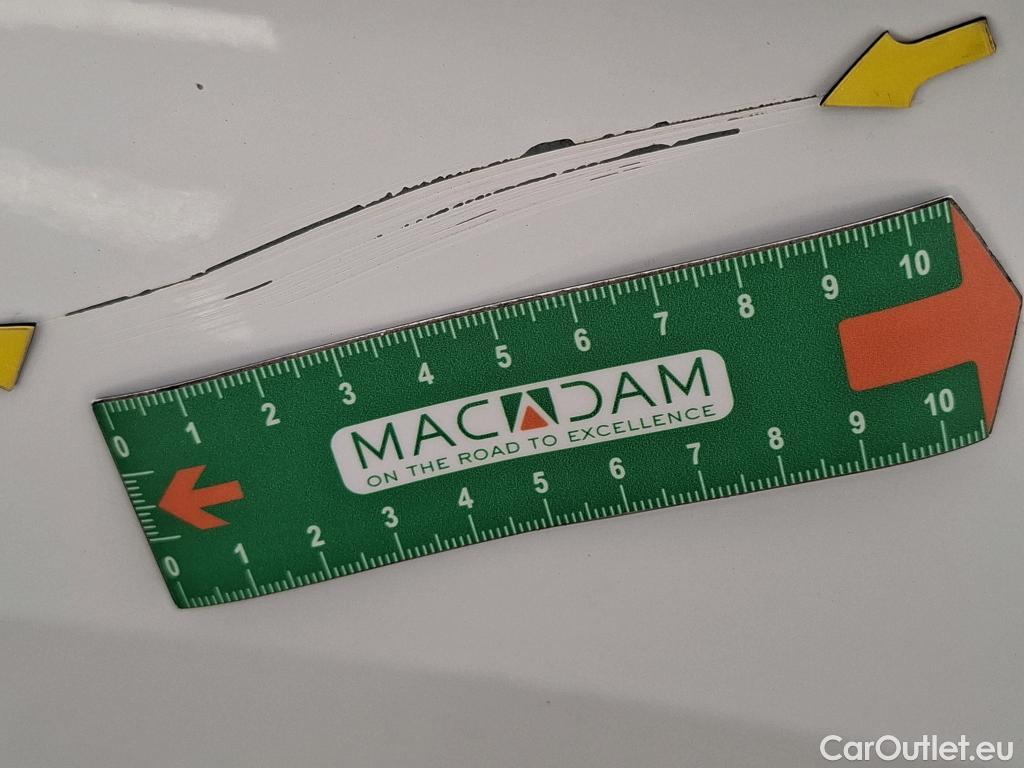 0 1 2 3 4 5 6 7 8 9 10
MACADAM
ON THE ROAD TO EXCELLENCE
0 1 2 3 4 5 6 7 8 9 10
CarOutlet.eu